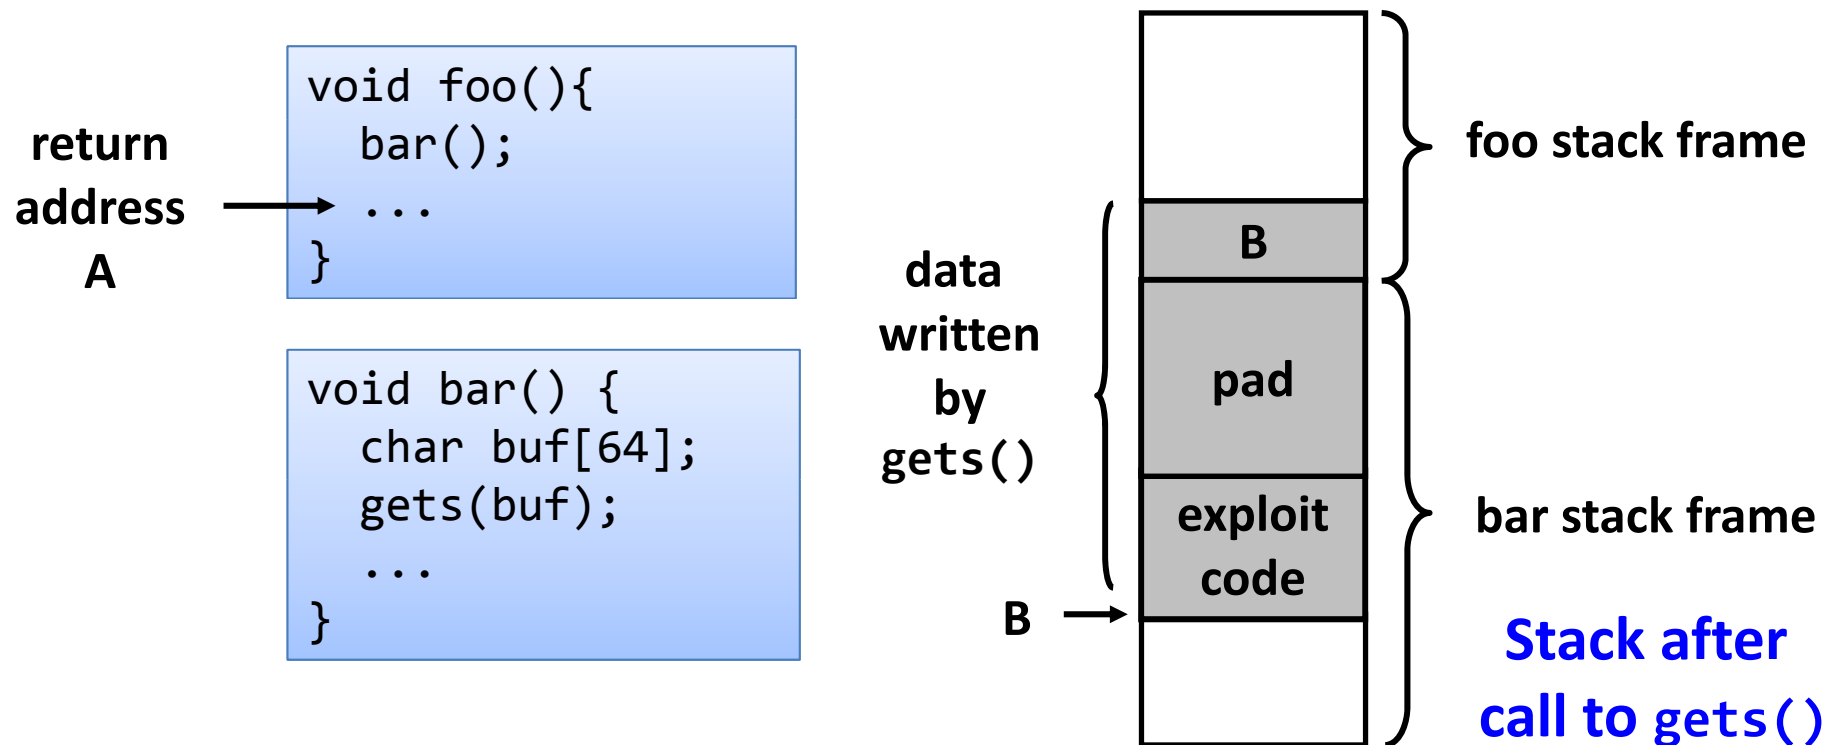 return
address
A
void foo(){
  bar();
  ...
}
void bar() {
  char buf[64];
  gets(buf);
  ...
}
data
written
by
gets()
B
B
pad
exploit
code
foo stack frame
bar stack frame
Stack after
call to gets()